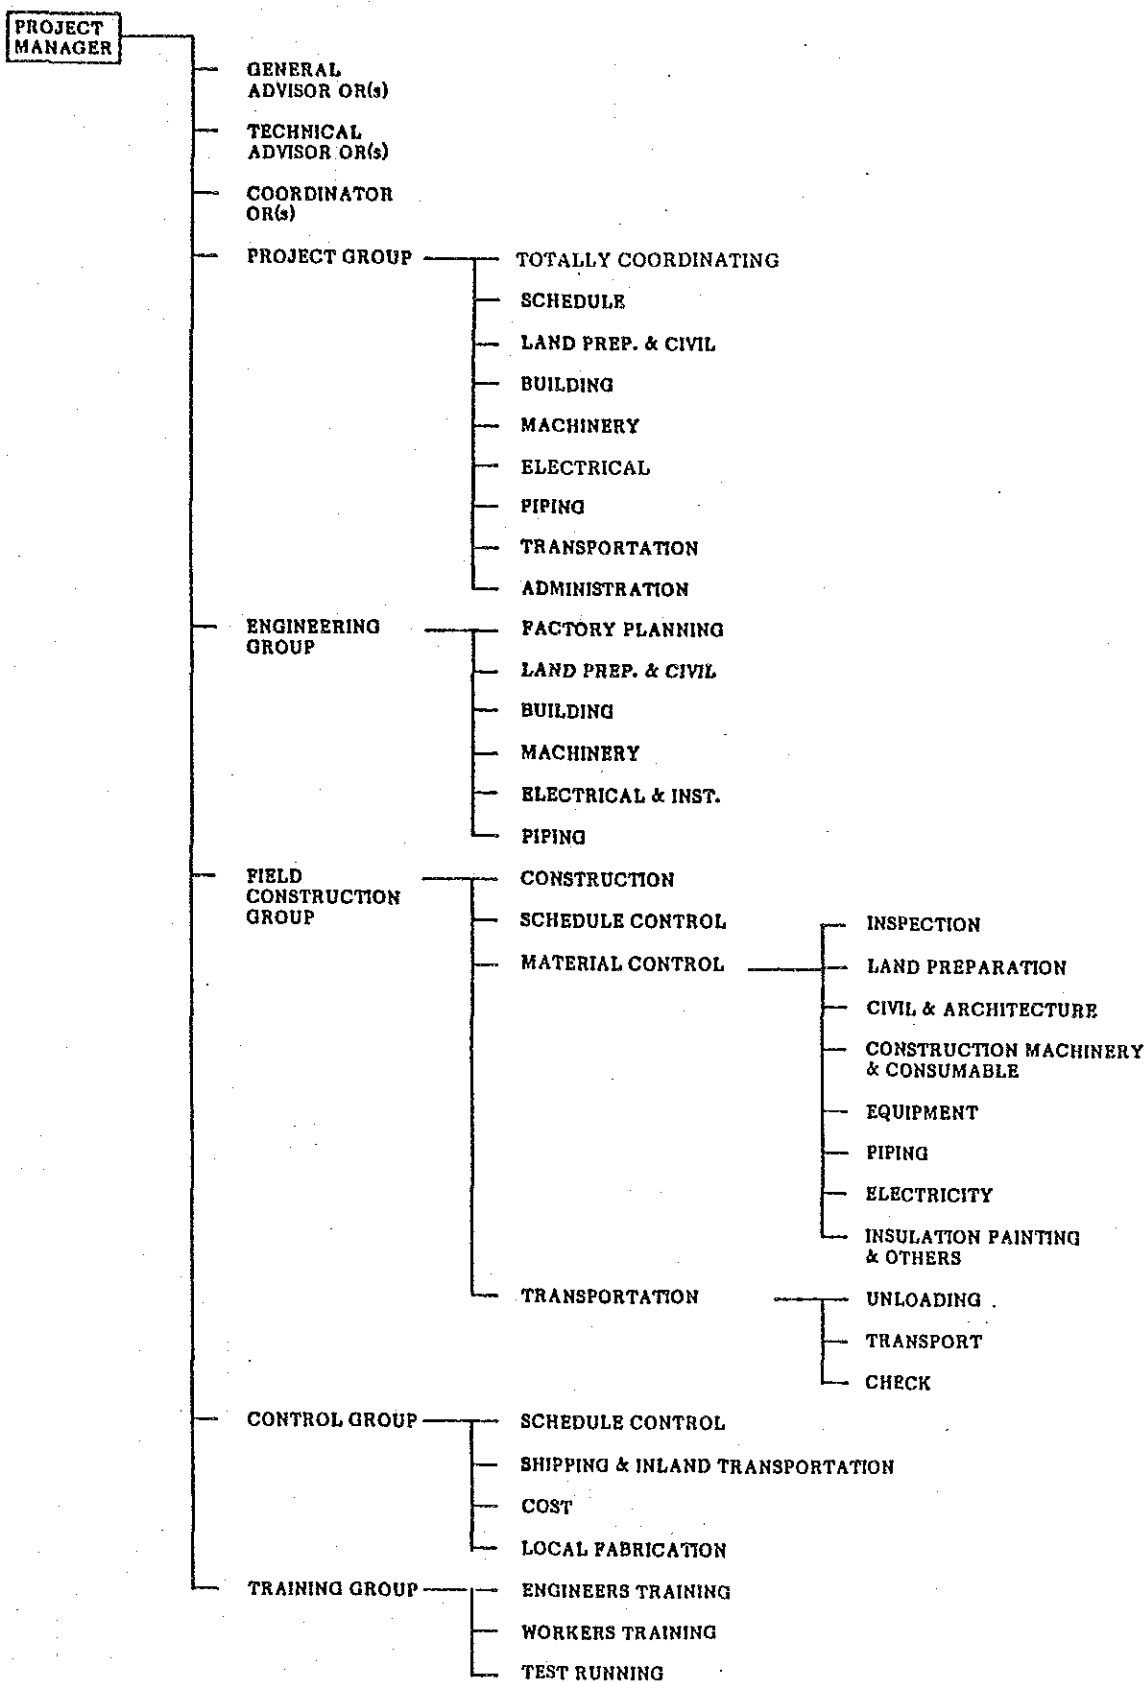 PROJECT
MANAGER
GENERAL
ADVISOR OR(s)
TECHNICAL
ADVISOR OR(s)
COORDINATOR
OR(s)
PROJECT GROUP
TOTALLY COORDINATING
SCHEDULE
LAND PREP. & CIVIL
BUILDING
MACHINERY
ELECTRICAL
PIPING
TRANSPORTATION
ADMINISTRATION
ENGINEERING
GROUP
FACTORY PLANNING
LAND PREP. & CIVIL
BUILDING
MACHINERY
ELECTRICAL & INST.
PIPING
FIELD
CONSTRUCTION
GROUP
CONSTRUCTION
SCHEDULE CONTROL
MATERIAL CONTROL
INSPECTION
LAND PREPARATION
CIVIL & ARCHITECTURE
CONSTRUCTION MACHINERY
& CONSUMABLE
EQUIPMENT
PIPING
ELECTRICITY
INSULATION PAINTING
& OTHERS
TRANSPORTATION
UNLOADING
TRANSPORT
CHECK
CONTROL GROUP
SCHEDULE CONTROL
SHIPPING & INLAND TRANSPORTATION
COST
LOCAL FABRICATION
TRAINING GROUP
ENGINEERS TRAINING
WORKERS TRAINING
TEST RUNNING